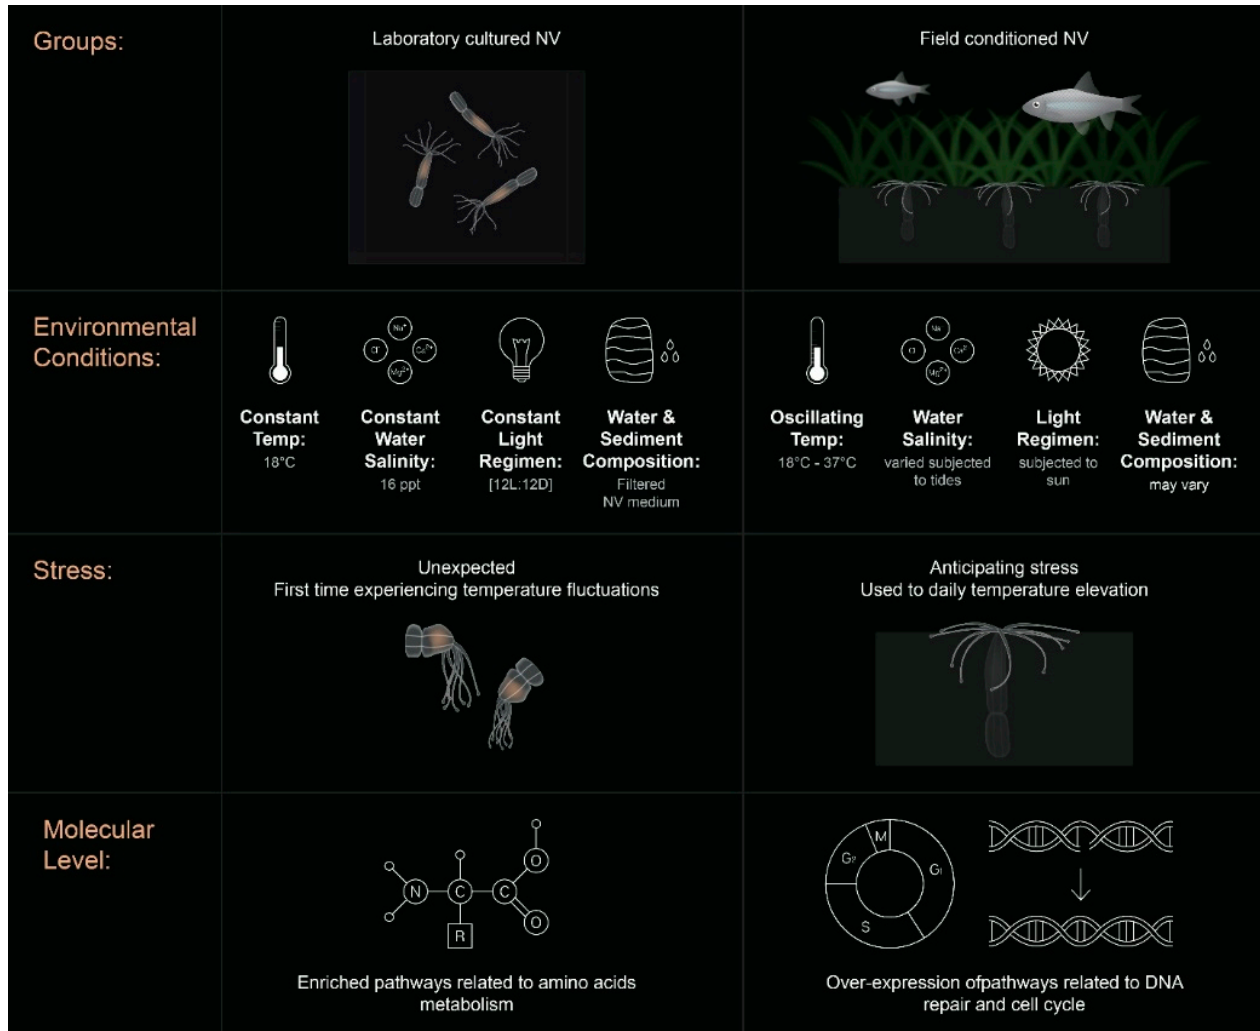 Groups:
Laboratory cultured NV
Field conditioned NV
Environmental
Conditions:
Na⁺
Cl⁻
Ca²⁺
Mg²⁺
Constant
Temp:
18°C
Constant
Water
Salinity:
16 ppt
Constant
Light
Regimen:
[12L:12D]
Water &
Sediment
Composition:
Filtered
NV medium
Na
Cl
Ca²⁺
Mg²⁺
Oscillating
Temp:
18°C - 37°C
Water
Salinity:
varied subjected
to tides
Light
Regimen:
subjected to
sun
Water &
Sediment
Composition:
may vary
Stress:
Unexpected
First time experiencing temperature fluctuations
Anticipating stress
Used to daily temperature elevation
Molecular
Level:
O
N
C
C
O
R
Enriched pathways related to amino acids
metabolism
M
G₂
G₁
S
Over-expression ofpathways related to DNA
repair and cell cycle